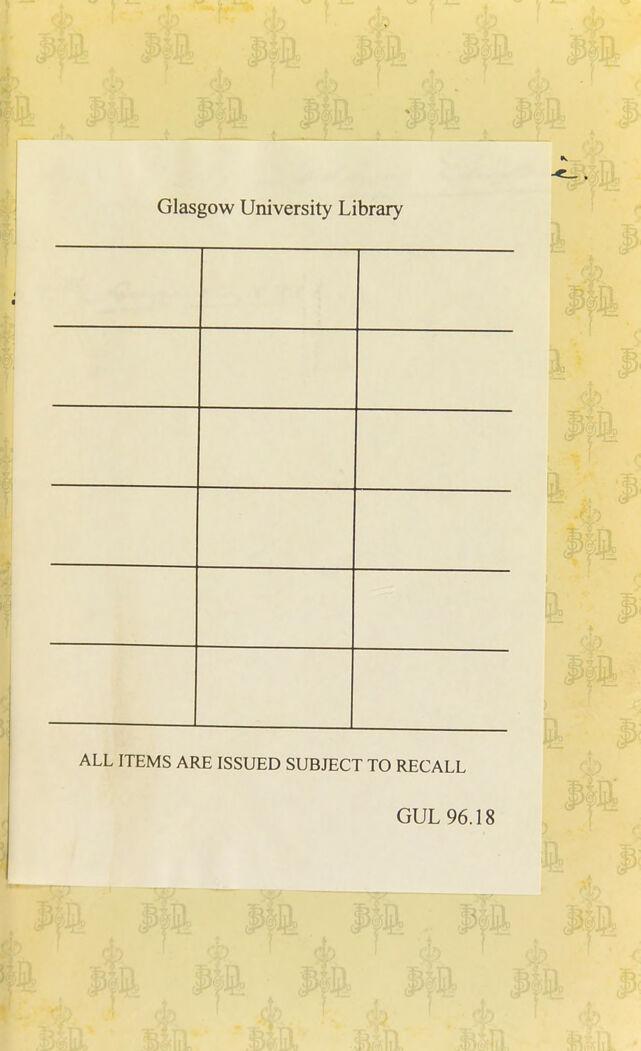 Glasgow University Library
ALL ITEMS ARE ISSUED SUBJECT TO RECALL
GUL 96.18